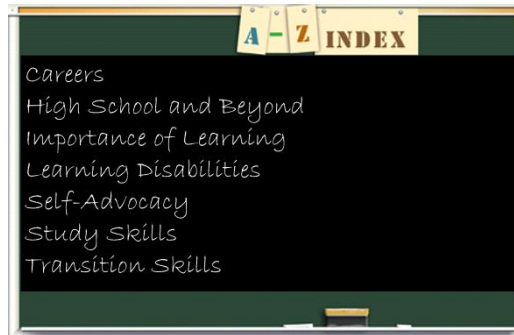 A - Z INDEX
Careers
High School and Beyond
Importance of Learning
Learning Disabilities
Self-Advocacy
Study Skills
Transition Skills